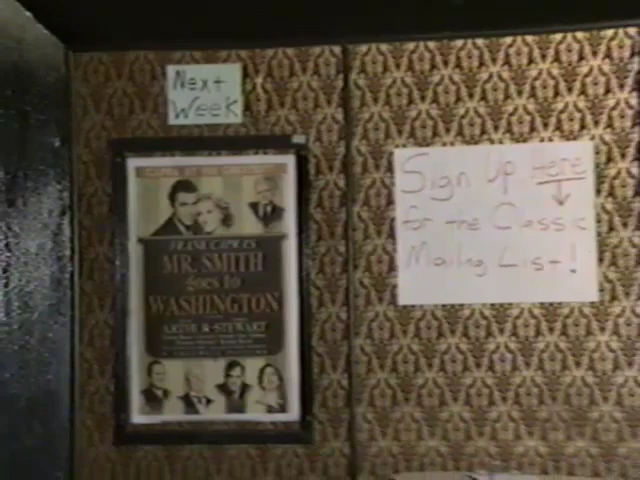 Next
Week
FRANK CAPRA'S
MR. SMITH
goes to
WASHINGTON
ARTHUR-STEWART
Sign Up Here
for the Classic
Mailing List!